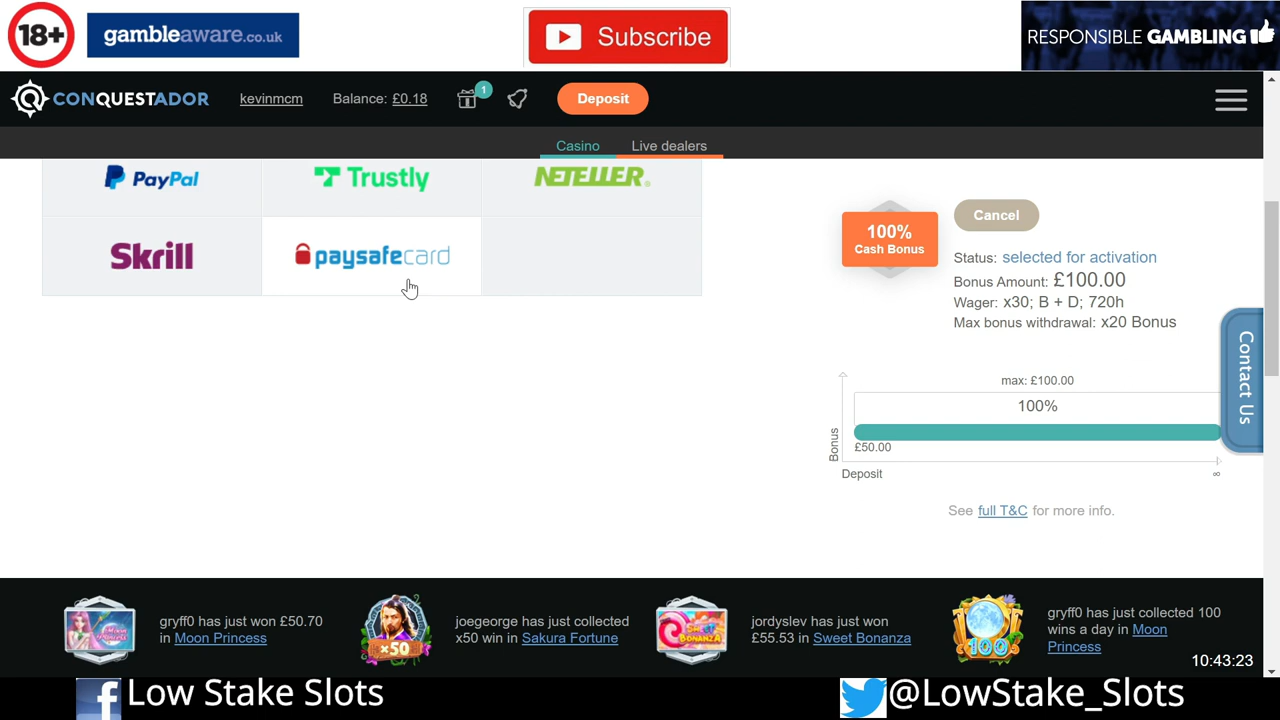 18+
gambleaware.co.uk
Subscribe
RESPONSIBLE GAMBLING
CONQUESTADOR
kevinmcm
Balance: £0.18
1
Deposit
Casino
Live dealers
PayPal
Trustly
NETELLER
Skrill
paysafecard
100%
Cash Bonus
Cancel
Status: selected for activation
Bonus Amount: £100.00
Wager: x30; B + D; 720h
Max bonus withdrawal: x20 Bonus
max: £100.00
100%
Bonus
£50.00
Deposit
∞
See full T&C for more info.
Contact Us
gryff0 has just won £50.70
in Moon Princess
x50
joegeorge has just collected
x50 win in Sakura Fortune
jordyslev has just won
£55.53 in Sweet Bonanza
100
gryff0 has just collected 100
wins a day in Moon
Princess
10:43:23
Low Stake Slots
@LowStake_Slots